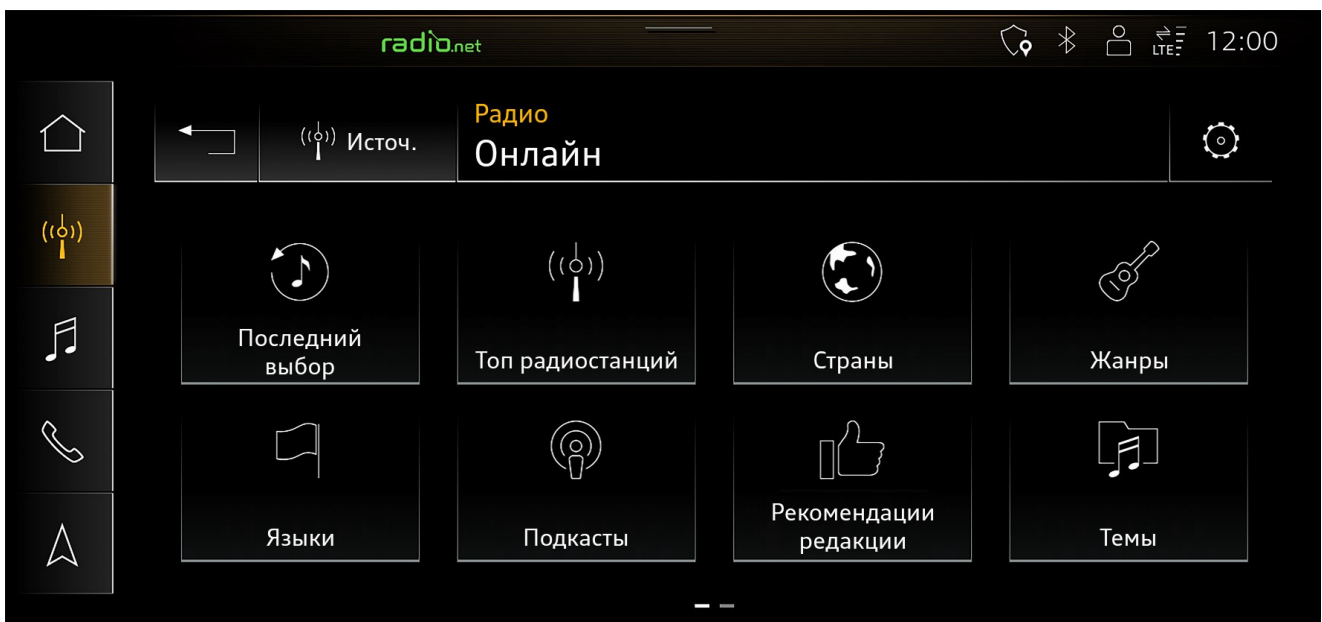 radio.net
LTE 12:00
Радио
Источ.
Онлайн
Последний
выбор
Топ радиостанций
Страны
Жанры
Языки
Подкасты
Рекомендации
редакции
Темы